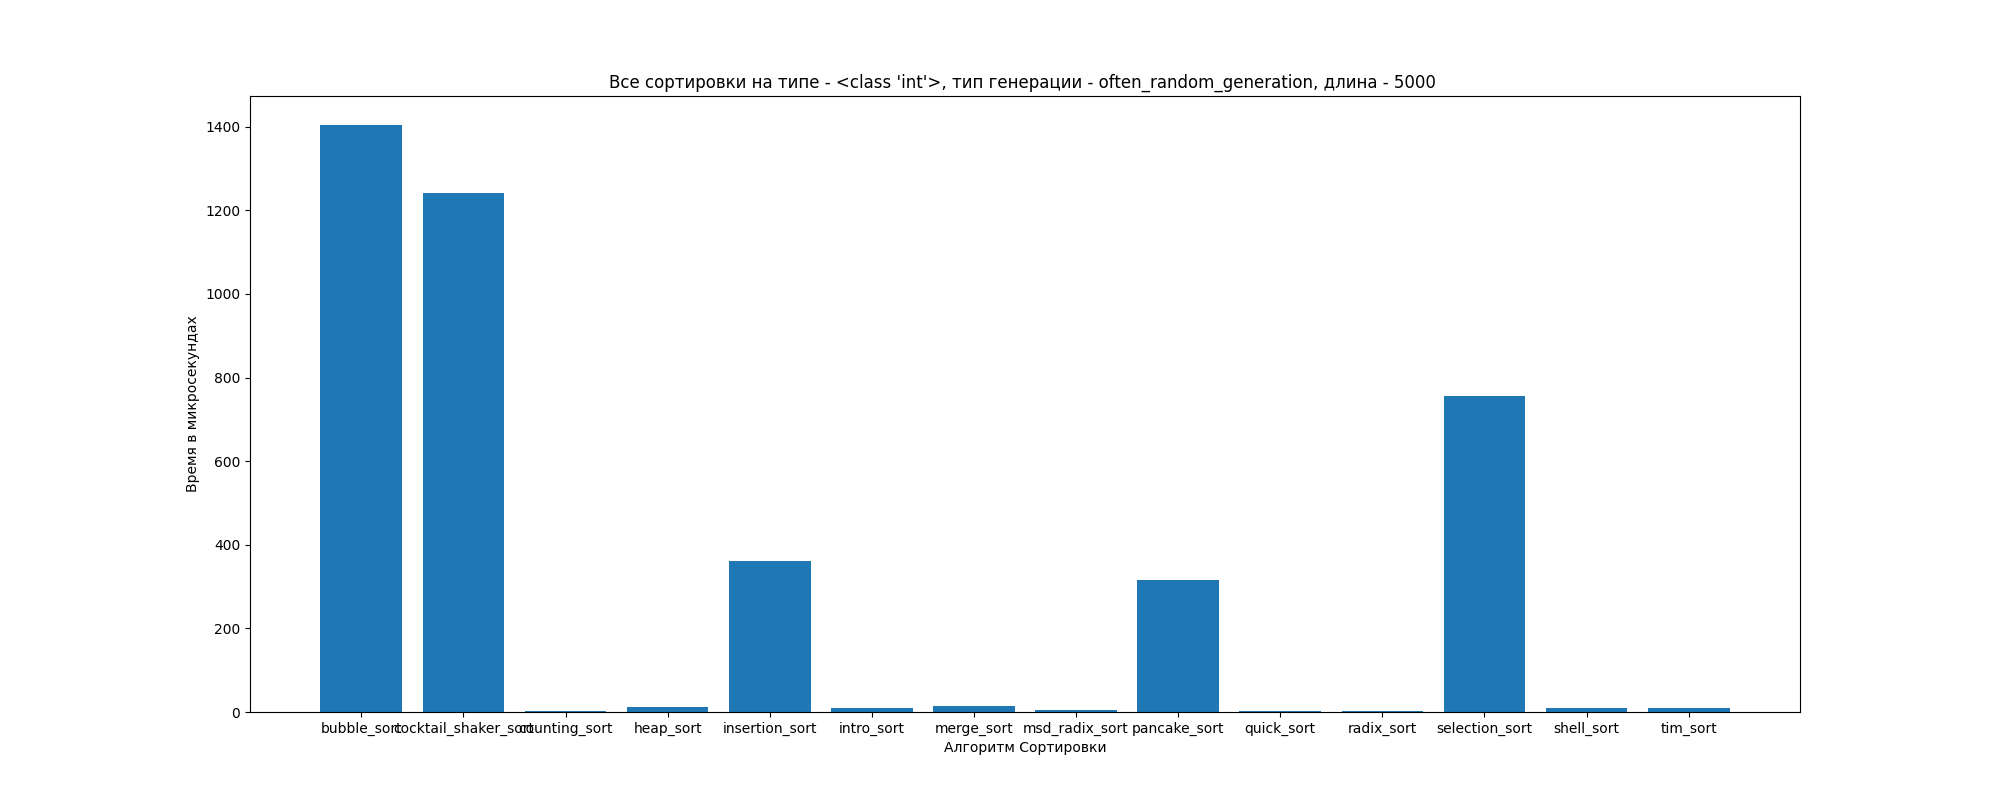 Все сортировки на типе - <class 'int'>, тип генерации - often_random_generation, длина - 5000
1400
1200
1000
800
600
400
200
0
Время в микросекундах
bubble_sort cocktail_shaker_sort counting_sort heap_sort insertion_sort intro_sort merge_sort msd_radix_sort pancake_sort quick_sort radix_sort selection_sort shell_sort tim_sort
Алгоритм Сортировки